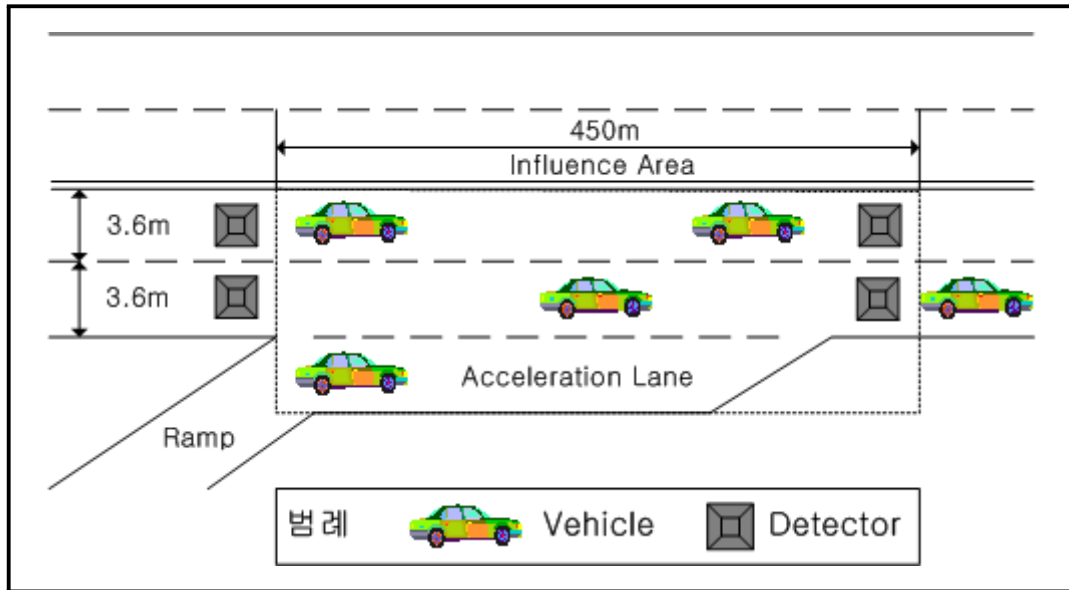 450m
Influence Area
3.6m
3.6m
Acceleration Lane
Ramp
범례 Vehicle Detector